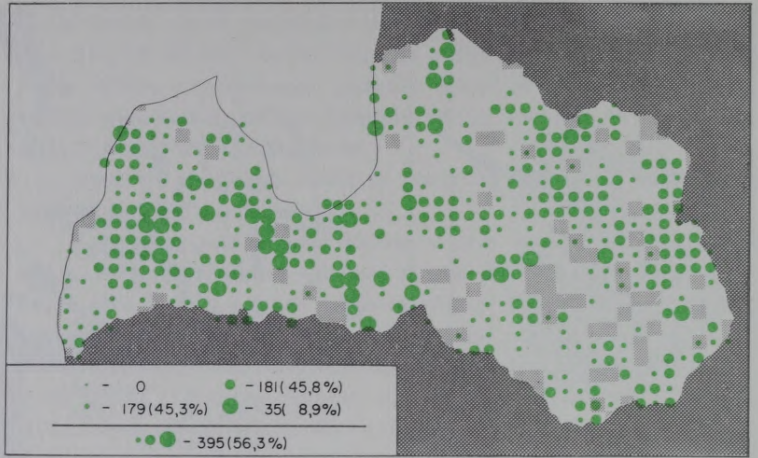 - 0 - 181(45,8%)
- 179(45,3%) - 35( 8,9%)
- 395(56,3%)